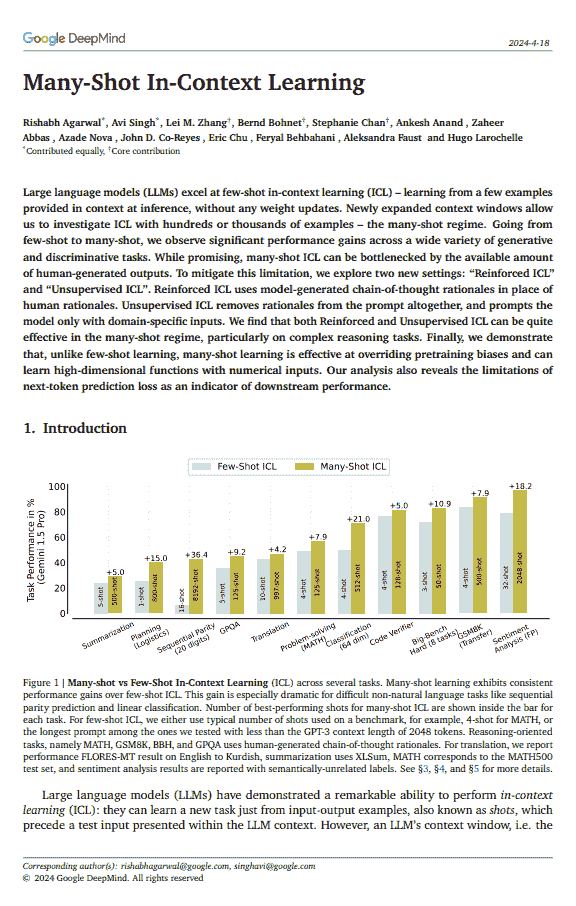 Google DeepMind
2024-4-18
Many-Shot In-Context Learning
Rishabh Agarwal*, Avi Singh*, Lei M. Zhang†, Bernd Bohnet†, Stephanie Chan†, Ankesh Anand , Zaheer
Abbas , Azade Nova , John D. Co-Reyes , Eric Chu , Feryal Behbahani , Aleksandra Faust and Hugo Larochelle
*Contributed equally, †Core contribution
Large language models (LLMs) excel at few-shot in-context learning (ICL) – learning from a few examples
provided in context at inference, without any weight updates. Newly expanded context windows allow
us to investigate ICL with hundreds or thousands of examples – the many-shot regime. Going from
few-shot to many-shot, we observe significant performance gains across a wide variety of generative
and discriminative tasks. While promising, many-shot ICL can be bottlenecked by the available amount
of human-generated outputs. To mitigate this limitation, we explore two new settings: “Reinforced ICL”
and “Unsupervised ICL”. Reinforced ICL uses model-generated chain-of-thought rationales in place of
human rationales. Unsupervised ICL removes rationales from the prompt altogether, and prompts the
model only with domain-specific inputs. We find that both Reinforced and Unsupervised ICL can be quite
effective in the many-shot regime, particularly on complex reasoning tasks. Finally, we demonstrate
that, unlike few-shot learning, many-shot learning is effective at overriding pretraining biases and can
learn high-dimensional functions with numerical inputs. Our analysis also reveals the limitations of
next-token prediction loss as an indicator of downstream performance.
1. Introduction
Few-Shot ICL
Many-Shot ICL
Task Performance in %
(Gemini 1.5 Pro)
100
80
60
40
20
0
+5.0
+15.0
+36.4
+9.2
+4.2
+7.9
+21.0
+5.0
+10.9
+7.9
+18.2
5-shot
500-shot
1-shot
800-shot
16-shot
8192-shot
5-shot
125-shot
10-shot
997-shot
4-shot
125-shot
4-shot
512-shot
4-shot
128-shot
3-shot
50-shot
4-shot
500-shot
32-shot
2048-shot
Summarization
Planning
(Logistics)
Sequential Parity
(20 digits)
GPQA
Translation
Problem-solving
(MATH)
Classification
(64 dim)
Code Verifier
Big-Bench
Hard (8 tasks)
GSM8K
(Transfer)
Sentiment
Analysis (FP)
Figure 1 | Many-shot vs Few-Shot In-Context Learning (ICL) across several tasks. Many-shot learning exhibits consistent
performance gains over few-shot ICL. This gain is especially dramatic for difficult non-natural language tasks like sequential
parity prediction and linear classification. Number of best-performing shots for many-shot ICL are shown inside the bar for
each task. For few-shot ICL, we either use typical number of shots used on a benchmark, for example, 4-shot for MATH, or
the longest prompt among the ones we tested with less than the GPT-3 context length of 2048 tokens. Reasoning-oriented
tasks, namely MATH, GSM8K, BBH, and GPQA uses human-generated chain-of-thought rationales. For translation, we report
performance FLORES-MT result on English to Kurdish, summarization uses XLSum, MATH corresponds to the MATH500
test set, and sentiment analysis results are reported with semantically-unrelated labels. See §3, §4, and §5 for more details.
Large language models (LLMs) have demonstrated a remarkable ability to perform in-context
learning (ICL): they can learn a new task just from input-output examples, also known as shots, which
precede a test input presented within the LLM context. However, an LLM’s context window, i.e. the
Corresponding author(s): rishabhagarwal@google.com, singhavi@google.com
© 2024 Google DeepMind. All rights reserved